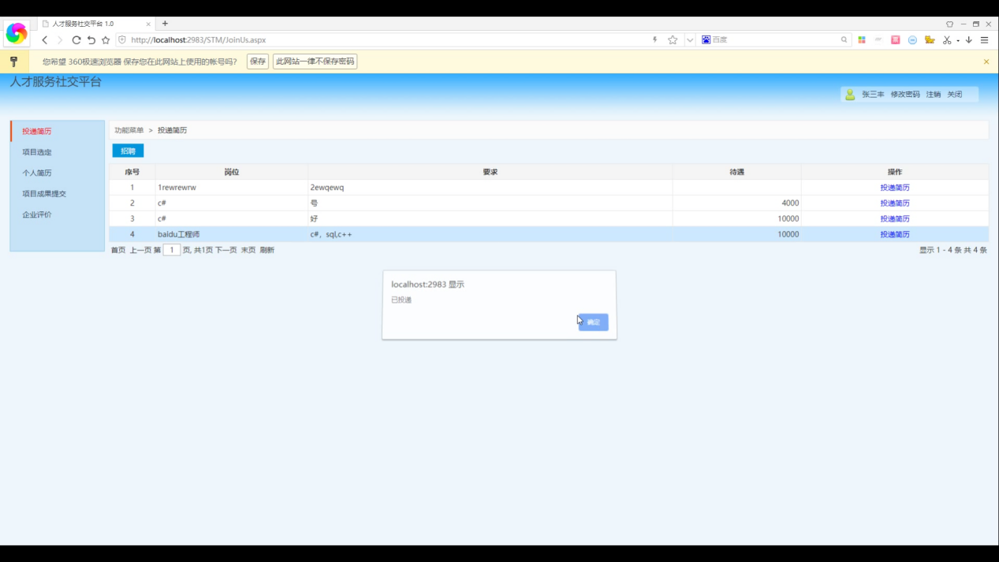 人才服务社交平台 1.0
http://localhost:2983/STM/JoinUs.aspx 百度
您希望 360极速浏览器 保存您在此网站上使用的帐号吗? 保存 此网站一律不保存密码
人才服务社交平台
张三丰 修改密码 注销 关闭
投递简历
项目选定
个人简历
项目成果提交
企业评价
功能菜单 > 投递简历
招聘
序号 岗位 要求 待遇 操作
1 1rewrewrw 2ewqewq 投递简历
2 c# 号 4000 投递简历
3 c# 好 10000 投递简历
4 baidu工程师 c#，sql,c++ 10000 投递简历
首页 上一页 第 1 页, 共1页 下一页 末页 刷新 显示 1 - 4 条 共 4 条
localhost:2983 显示
已投递
确定